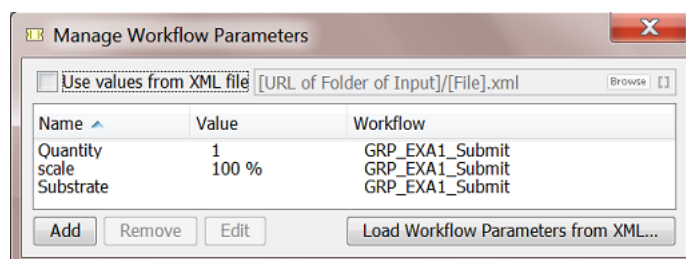 Manage Workflow Parameters
X
Use values from XML file [URL of Folder of Input]/[File].xml Browse []
Name Value Workflow
Quantity 1 GRP_EXA1_Submit
scale 100 % GRP_EXA1_Submit
Substrate GRP_EXA1_Submit
Add Remove Edit Load Workflow Parameters from XML...